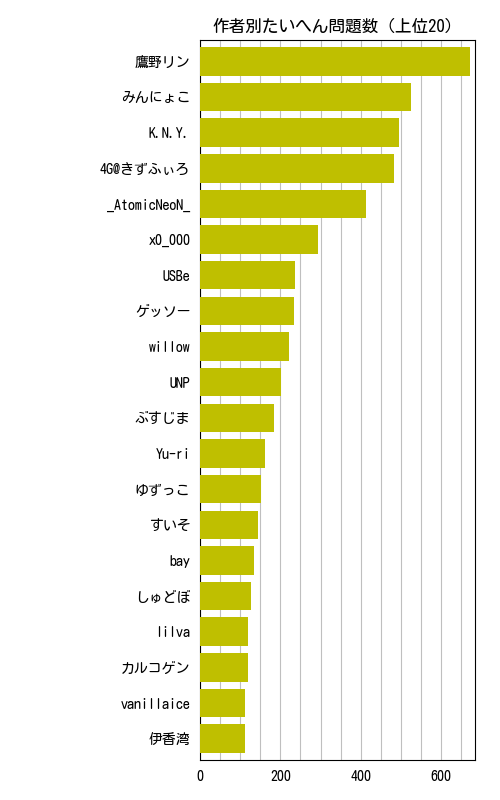 作者別たいへん問題数（上位20）
鷹野リン
みんにょこ
K.N.Y.
4G@きずふぃろ
_AtomicNeoN_
x0_000
USBe
ゲッソー
willow
UNP
ぶすじま
Yu-ri
ゆずっこ
すいそ
bay
しゅどぼ
lilva
カルコゲン
vanillaice
伊香湾
0 200 400 600